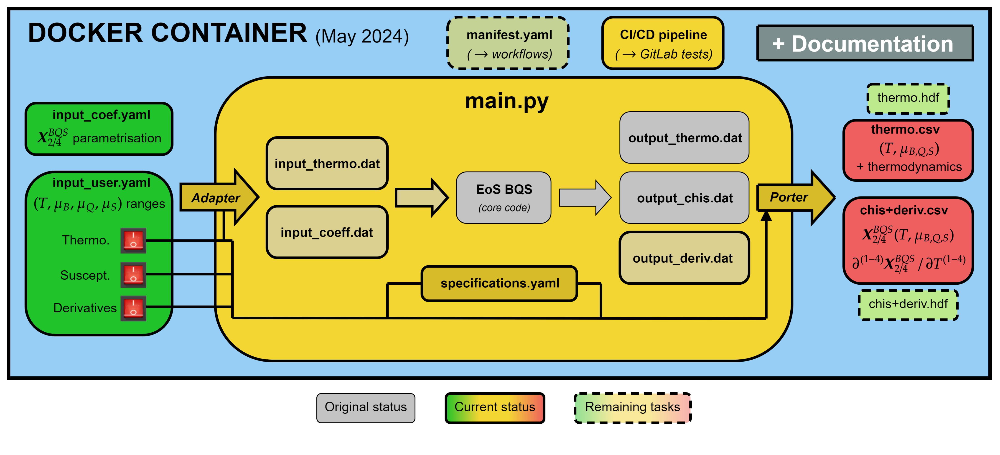 DOCKER CONTAINER (May 2024)
manifest.yaml
( → workflows)
CI/CD pipeline
( → GitLab tests)
+ Documentation
input_coef.yaml
χ_{2/4}^{BQS} parametrisation
input_user.yaml
(T, μ_B, μ_Q, μ_S) ranges
Thermo.
Suscept.
Derivatives
Adapter
main.py
input_thermo.dat
input_coeff.dat
EoS BQS
(core code)
output_thermo.dat
output_chis.dat
output_deriv.dat
specifications.yaml
Porter
thermo.hdf
thermo.csv
(T, μ_{B,Q,S})
+ thermodynamics
chis+deriv.csv
χ_{2/4}^{BQS}(T, μ_{B,Q,S})
∂^{(1−4)}χ_{2/4}^{BQS} / ∂T^{(1−4)}
chis+deriv.hdf
Original status
Current status
Remaining tasks